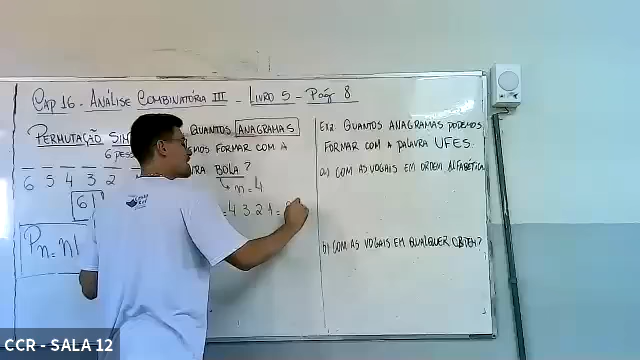 CAP 16 - ANÁLISE COMBINATÓRIA III - LIVRO 5 - Pág 8
PERMUTAÇÃO SIM
6 PES
6 5 4 3 2
6!
Pn = n!
QUANTOS ANAGRAMAS
MOS FORMAR COM A
BOLA?
n = 4
= 4 3 2 1 =
EX2: QUANTOS ANAGRAMAS PODEMOS
FORMAR COM A PALAVRA UFES.
a) COM AS VOGAIS EM ORDEM ALFABÉTICA
b) COM AS VOGAIS EM QUALQUER ORDEM?
CCR - SALA 12